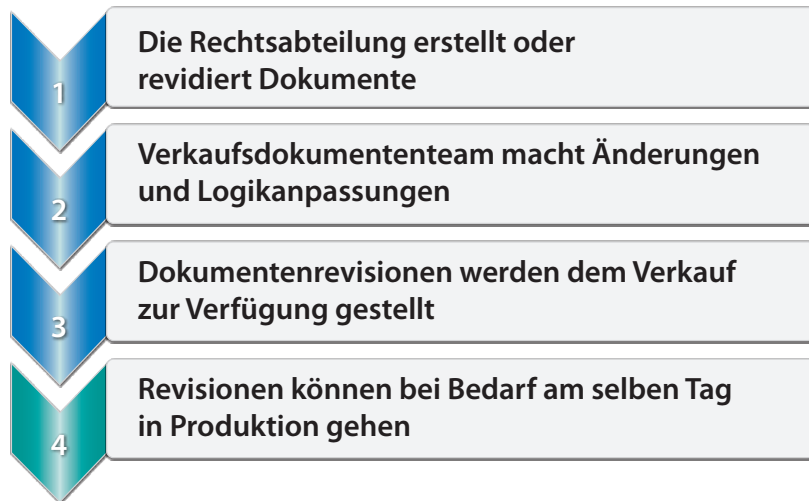 1
Die Rechtsabteilung erstellt oder
revidiert Dokumente
2
Verkaufsdokumententeam macht Änderungen
und Logikanpassungen
3
Dokumentenrevisionen werden dem Verkauf
zur Verfügung gestellt
4
Revisionen können bei Bedarf am selben Tag
in Produktion gehen